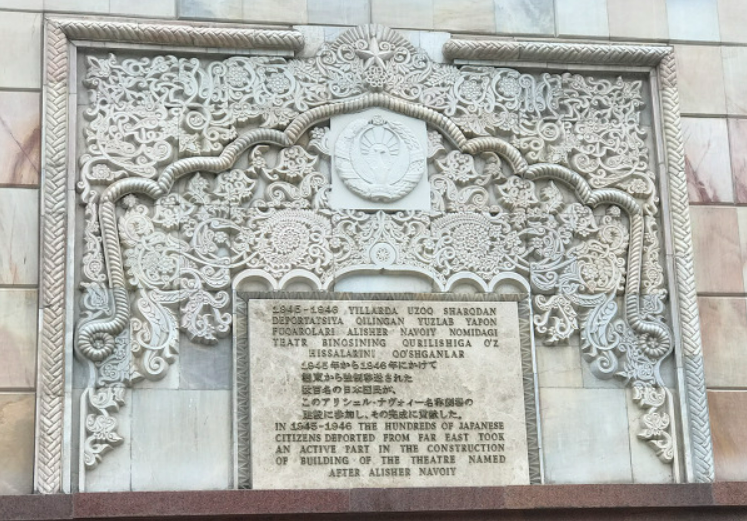 1945-1946 YILLARDA UZOQ SHARQDAN
DEPORTATSIYA QILINGAN YUZLAB YAPON
FUQAROLARI ALISHER NAVOIY NOMIDAGI
TEATR BINOSINING QURILISHIGA O'Z
HISSALARINI QO'SHGANLAR
1945年から1946年にかけて
極東から強制移送された
数百名の日本国民が、
このアリシェル・ナヴォイー名称劇場の
建設に参加し、その完成に貢献した。
IN 1945-1946 THE HUNDREDS OF JAPANESE
CITIZENS DEPORTED FROM FAR EAST TOOK
AN ACTIVE PART IN THE CONSTRUCTION
OF BUILDING OF THE THEATRE NAMED
AFTER ALISHER NAVOIY